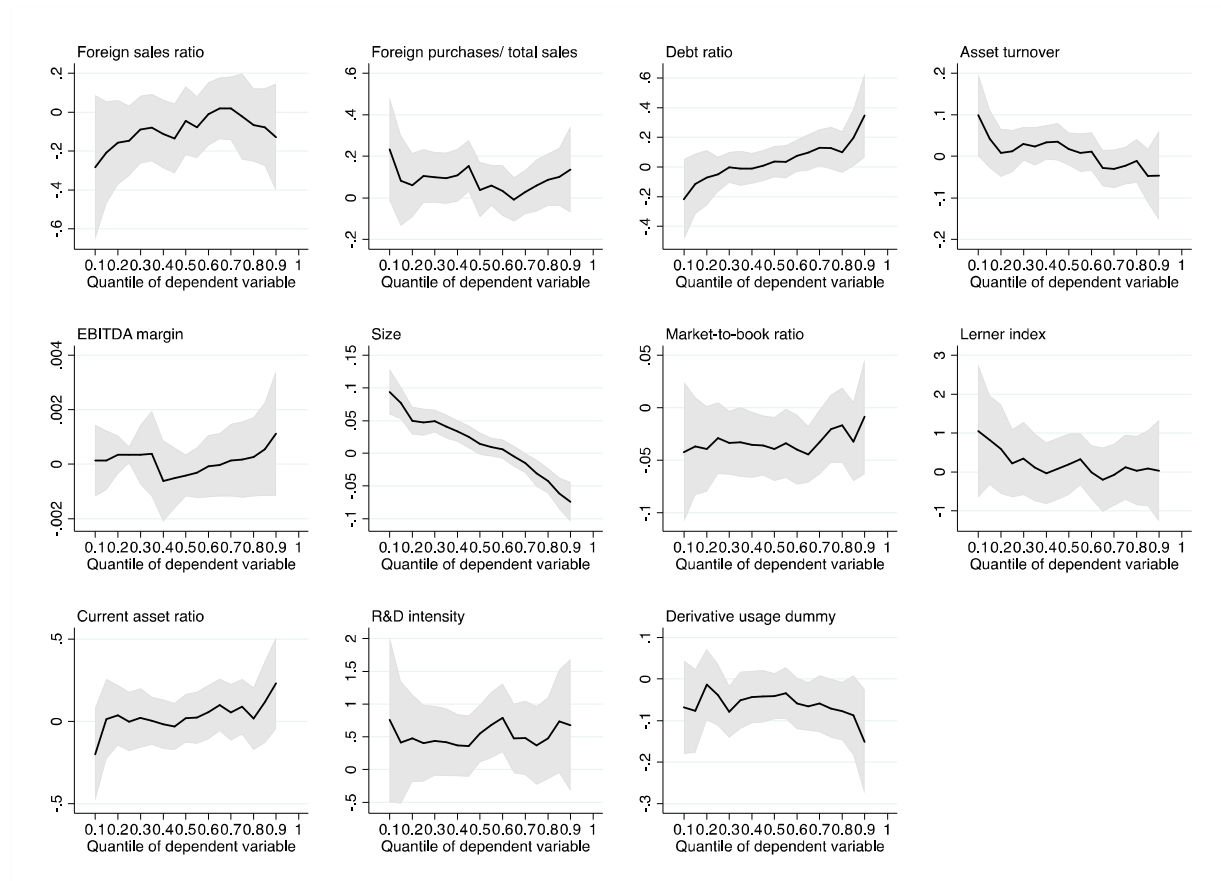 Foreign sales ratio
.2
0
-.2
-.4
-.6
0.10.20.30.40.50.60.70.80.9 1
Quantile of dependent variable
Foreign purchases/ total sales
.6
.4
.2
0
-.2
0.10.20.30.40.50.60.70.80.9 1
Quantile of dependent variable
Debt ratio
.6
.4
.2
0
-.2
-.4
0.10.20.30.40.50.60.70.80.9 1
Quantile of dependent variable
Asset turnover
.2
.1
0
-.1
-.2
0.10.20.30.40.50.60.70.80.9 1
Quantile of dependent variable
EBITDA margin
.004
.002
0
-.002
0.10.20.30.40.50.60.70.80.9 1
Quantile of dependent variable
Size
.15
.1
.05
0
-.05
-.1
0.10.20.30.40.50.60.70.80.9 1
Quantile of dependent variable
Market-to-book ratio
.05
0
-.05
-.1
0.10.20.30.40.50.60.70.80.9 1
Quantile of dependent variable
Lerner index
3
2
1
0
-1
0.10.20.30.40.50.60.70.80.9 1
Quantile of dependent variable
Current asset ratio
.5
0
-.5
0.10.20.30.40.50.60.70.80.9 1
Quantile of dependent variable
R&D intensity
2
1.5
1
.5
0
-.5
0.10.20.30.40.50.60.70.80.9 1
Quantile of dependent variable
Derivative usage dummy
.1
0
-.1
-.2
-.3
0.10.20.30.40.50.60.70.80.9 1
Quantile of dependent variable